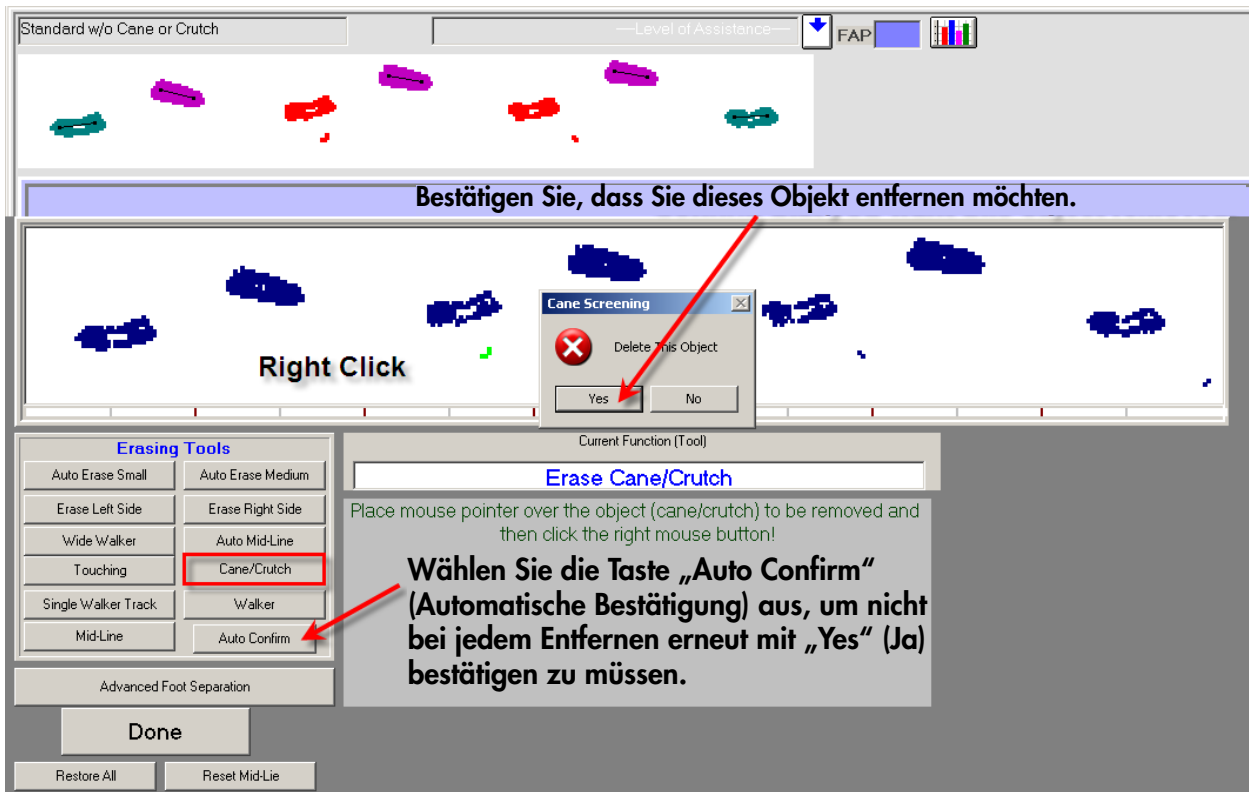 Standard w/o Cane or Crutch
—Level of Assistance—
FAP
Bestätigen Sie, dass Sie dieses Objekt entfernen möchten.
Cane Screening
Delete This Object
Yes
No
Right Click
Erasing Tools
Auto Erase Small
Auto Erase Medium
Erase Left Side
Erase Right Side
Wide Walker
Auto Mid-Line
Touching
Cane/Crutch
Single Walker Track
Walker
Mid-Line
Auto Confirm
Advanced Foot Separation
Done
Restore All
Reset Mid-Lie
Current Function (Tool)
Erase Cane/Crutch
Place mouse pointer over the object (cane/crutch) to be removed and
then click the right mouse button!
Wählen Sie die Taste „Auto Confirm“
(Automatische Bestätigung) aus, um nicht
bei jedem Entfernen erneut mit „Yes“ (Ja)
bestätigen zu müssen.